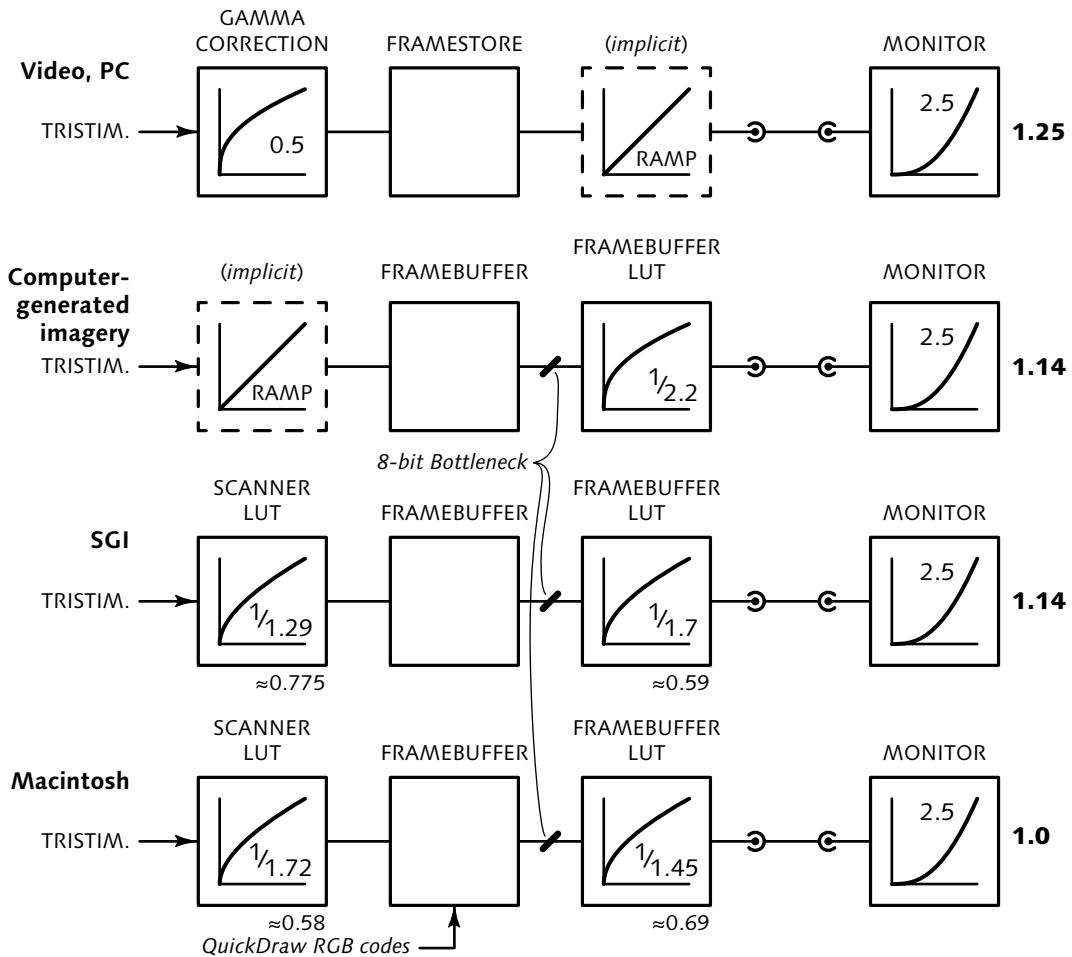 GAMMA
CORRECTION
FRAMESTORE
(implicit)
MONITOR
Video, PC
TRISTIM.
0.5
RAMP
2.5
1.25
Computer-
generated
imagery
(implicit)
FRAMEBUFFER
FRAMEBUFFER
LUT
MONITOR
TRISTIM.
RAMP
1/2.2
2.5
1.14
8-bit Bottleneck
SGI
SCANNER
LUT
FRAMEBUFFER
FRAMEBUFFER
LUT
MONITOR
TRISTIM.
1/1.29
1/1.7
2.5
1.14
≈0.775
≈0.59
Macintosh
SCANNER
LUT
FRAMEBUFFER
FRAMEBUFFER
LUT
MONITOR
TRISTIM.
1/1.72
1/1.45
2.5
1.0
≈0.58
≈0.69
QuickDraw RGB codes